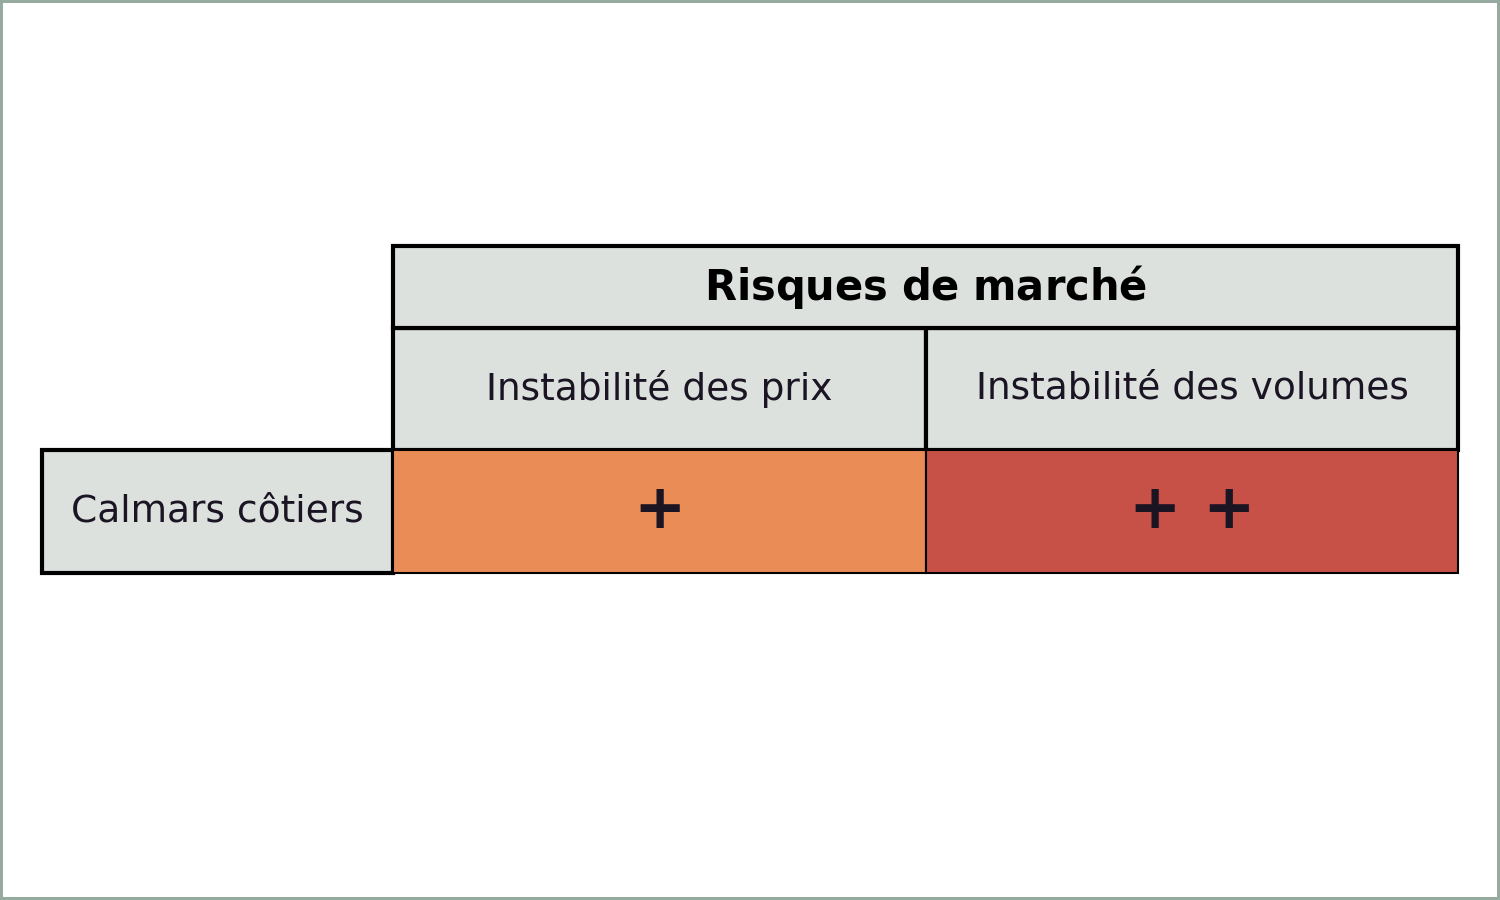 Risques de marché
Instabilité des prix
Instabilité des volumes
Calmars côtiers
+
+ +